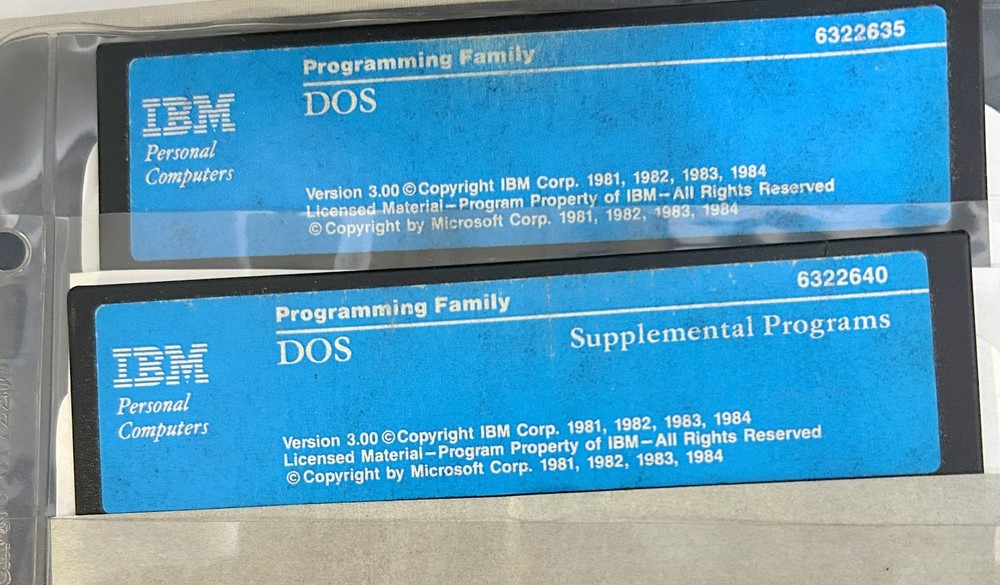 6322635
Programming Family
DOS
IBM
Personal
Computers
Version 3.00 © Copyright IBM Corp. 1981, 1982, 1983, 1984
Licensed Material—Program Property of IBM—All Rights Reserved
© Copyright by Microsoft Corp. 1981, 1982, 1983, 1984
6322640
Programming Family
DOS Supplemental Programs
IBM
Personal
Computers
Version 3.00 © Copyright IBM Corp. 1981, 1982, 1983, 1984
Licensed Material—Program Property of IBM—All Rights Reserved
© Copyright by Microsoft Corp. 1981, 1982, 1983, 1984